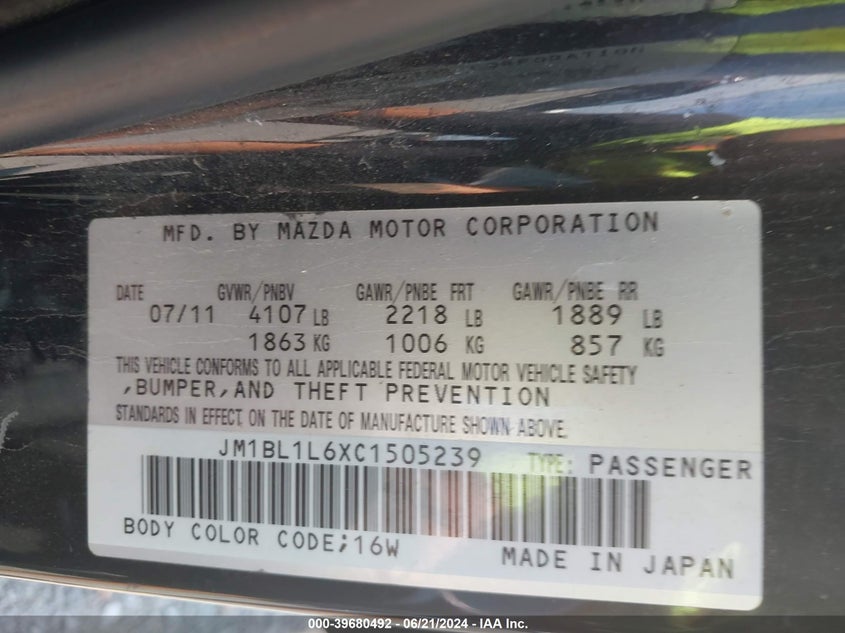 MFD. BY MAZDA MOTOR CORPORATION
DATE GVWR/PNBV GAWR/PNBE FRT GAWR/PNBE RR
07/11 4107 LB 2218 LB 1889 LB
1863 KG 1006 KG 857 KG
THIS VEHICLE CONFORMS TO ALL APPLICABLE FEDERAL MOTOR VEHICLE SAFETY
,BUMPER,AND THEFT PREVENTION
STANDARDS IN EFFECT ON THE DATE OF MANUFACTURE SHOWN ABOVE.
JM1BL1L6XC1505239 TYPE: PASSENGER
BODY COLOR CODE;16W
MADE IN JAPAN
000-39680492 - 06/21/2024 - IAA Inc.